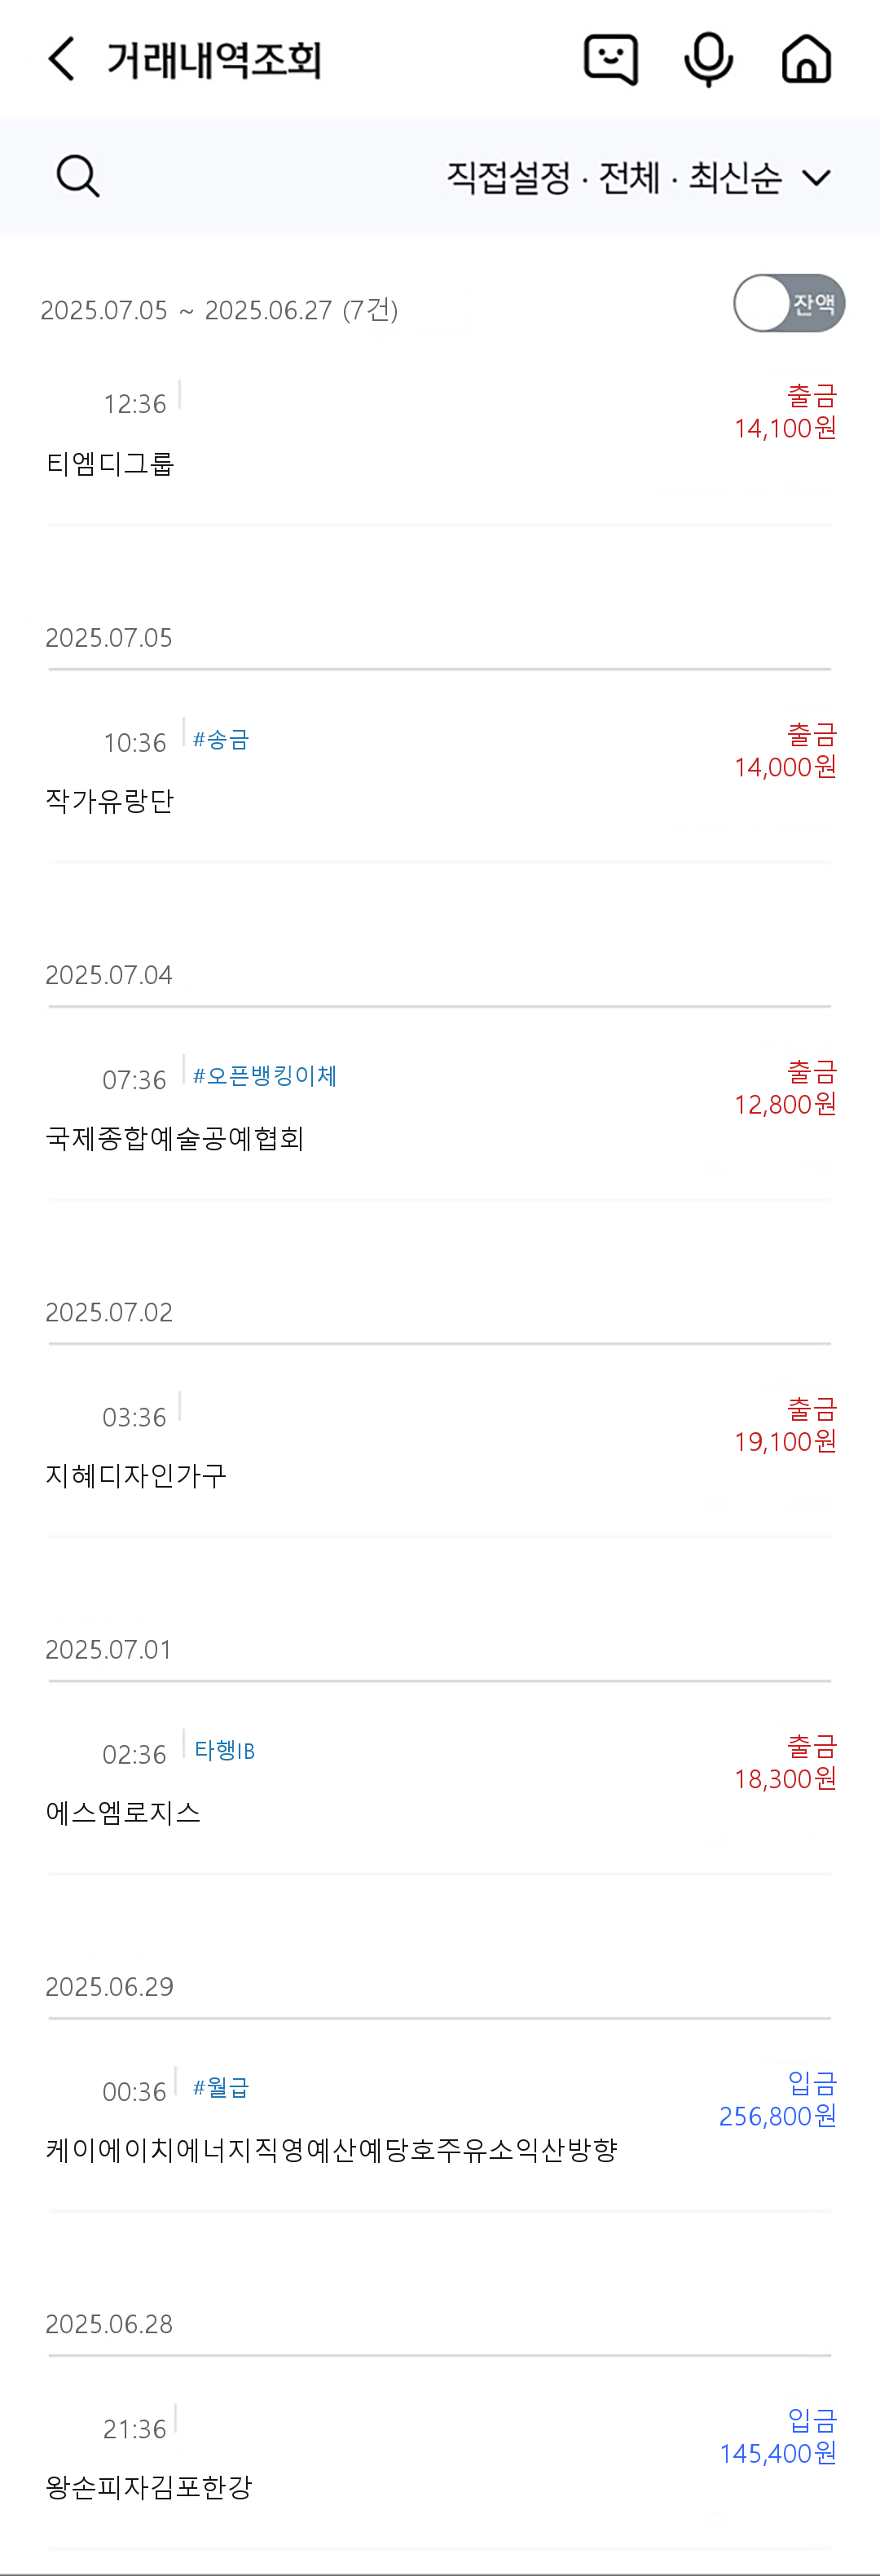 거래내역조회
직접설정 · 전체 · 최신순
2025.07.05 ~ 2025.06.27 (7건)
잔액
12:36
출금
14,100원
티엠디그룹
2025.07.05
10:36 #송금
출금
14,000원
작가유랑단
2025.07.04
07:36 #오픈뱅킹이체
출금
12,800원
국제종합예술공예협회
2025.07.02
03:36
출금
19,100원
지혜디자인가구
2025.07.01
02:36 타행IB
출금
18,300원
에스엠로지스
2025.06.29
00:36 #월급
입금
256,800원
케이에이치에너지직영예산예당호주유소익산방향
2025.06.28
21:36
입금
145,400원
왕손피자김포한강